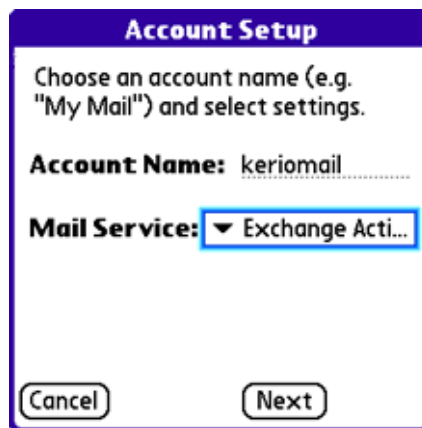 Account Setup
Choose an account name (e.g.
"My Mail") and select settings.
Account Name: keriomail
Mail Service: Exchange Acti...
Cancel Next